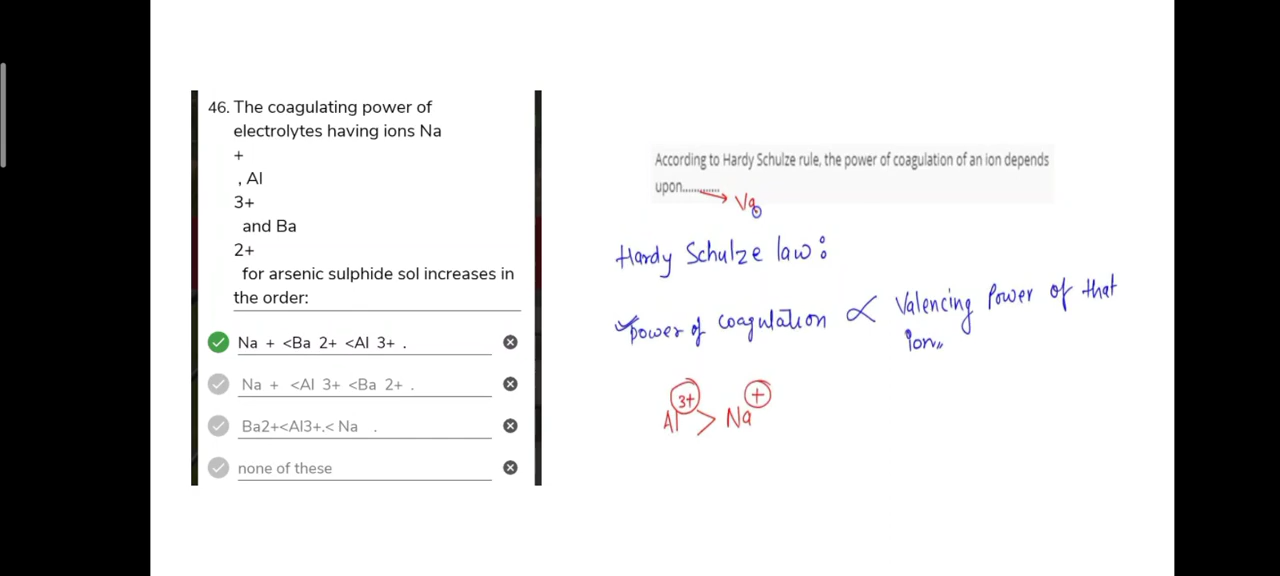 46. The coagulating power of
electrolytes having ions Na
+
, Al
3+
and Ba
2+
for arsenic sulphide sol increases in
the order:
Na + <Ba 2+ <Al 3+ .
Na + <Al 3+ <Ba 2+ .
Ba2+<Al3+.< Na .
none of these
According to Hardy Schulze rule, the power of coagulation of an ion depends
upon.............
→ Va
Hardy Schulze law:
power of coagulation ∝ Valencing Power of that
ion,,
Al 3+ > Na +